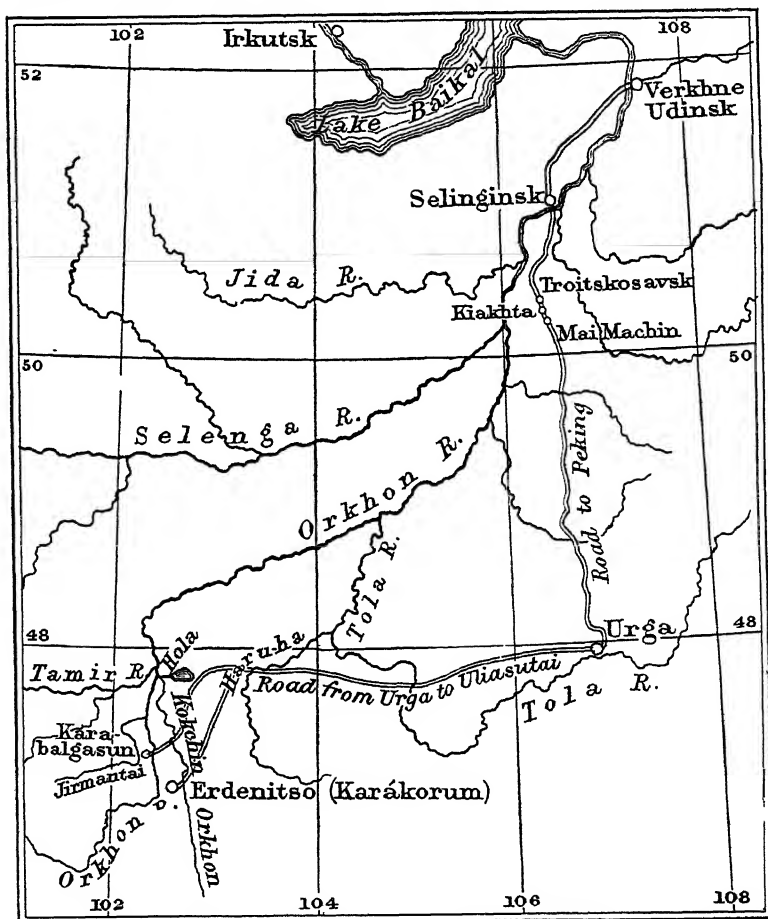 102
108
Irkutsk
52
Lake Baikal
Verkhne
Udinsk
Selinginsk
Jida R.
Troitskosavsk
Kiakhta
Mai Machin
50
50
Selenga R.
Orkhon R.
Road to Peking
Tola R.
48
Hola
Haruha
Urga
48
Tamir R
Road from Urga to Uliasutai
Tola R.
Kara
balgasun
Kokchin
Orkhon
Jirmantai
Erdenitso (Karákorum)
Orkhon R.
102
104
106
108